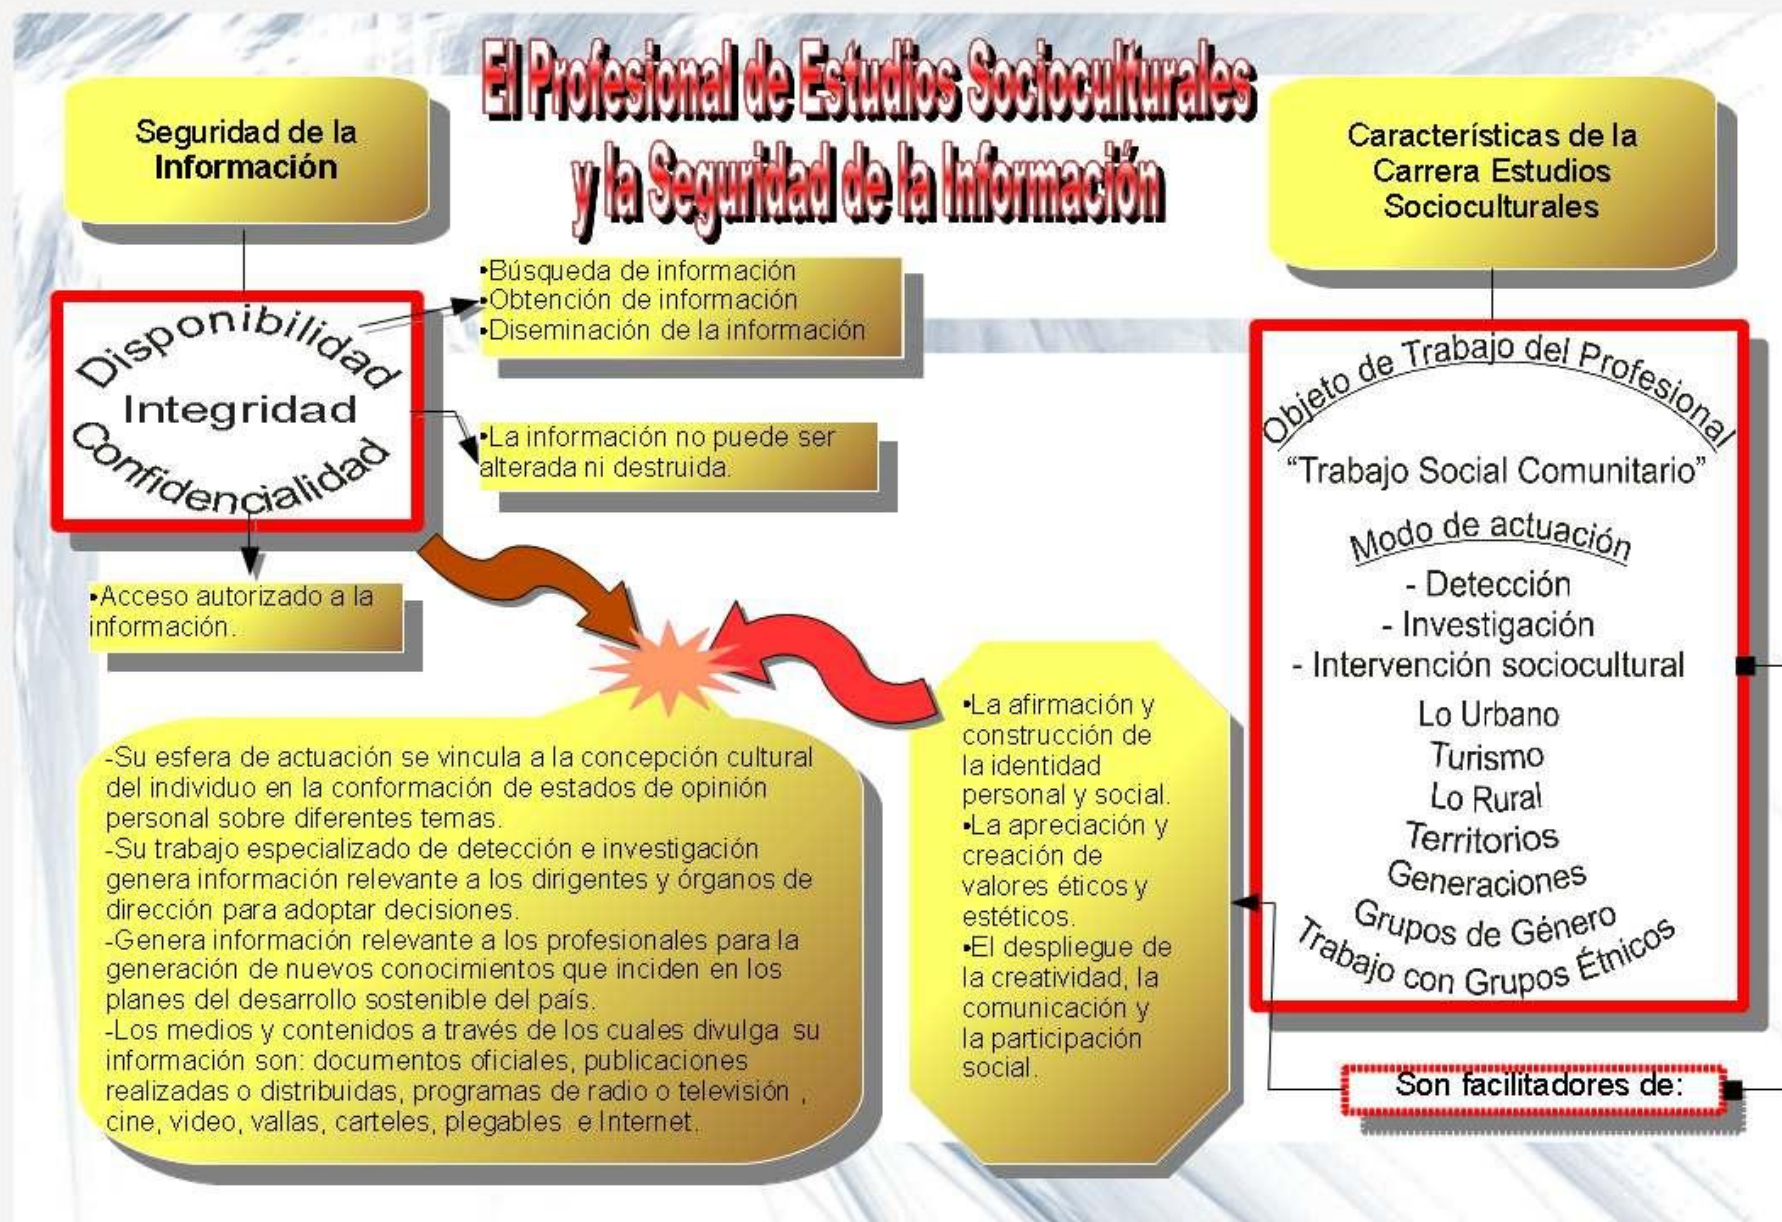 El Profesional de Estudios Socioculturales
y la Seguridad de la Información
Seguridad de la
Información
Disponibilidad
Integridad
Confidencialidad
•Búsqueda de información
•Obtención de información
•Diseminación de la información
•La información no puede ser
alterada ni destruida.
•Acceso autorizado a la
información.
-Su esfera de actuación se vincula a la concepción cultural
del individuo en la conformación de estados de opinión
personal sobre diferentes temas.
-Su trabajo especializado de detección e investigación
genera información relevante a los dirigentes y órganos de
dirección para adoptar decisiones.
-Genera información relevante a los profesionales para la
generación de nuevos conocimientos que inciden en los
planes del desarrollo sostenible del país.
-Los medios y contenidos a través de los cuales divulga su
información son: documentos oficiales, publicaciones
realizadas o distribuidas, programas de radio o televisión ,
cine, video, vallas, carteles, plegables e Internet.
•La afirmación y
construcción de
la identidad
personal y social.
•La apreciación y
creación de
valores éticos y
estéticos.
•El despliegue de
la creatividad, la
comunicación y
la participación
social.
Características de la
Carrera Estudios
Socioculturales
Objeto de Trabajo del Profesional
“Trabajo Social Comunitario”
Modo de actuación
- Detección
- Investigación
- Intervención sociocultural
Lo Urbano
Turismo
Lo Rural
Territorios
Generaciones
Grupos de Género
Trabajo con Grupos Étnicos
Son facilitadores de: